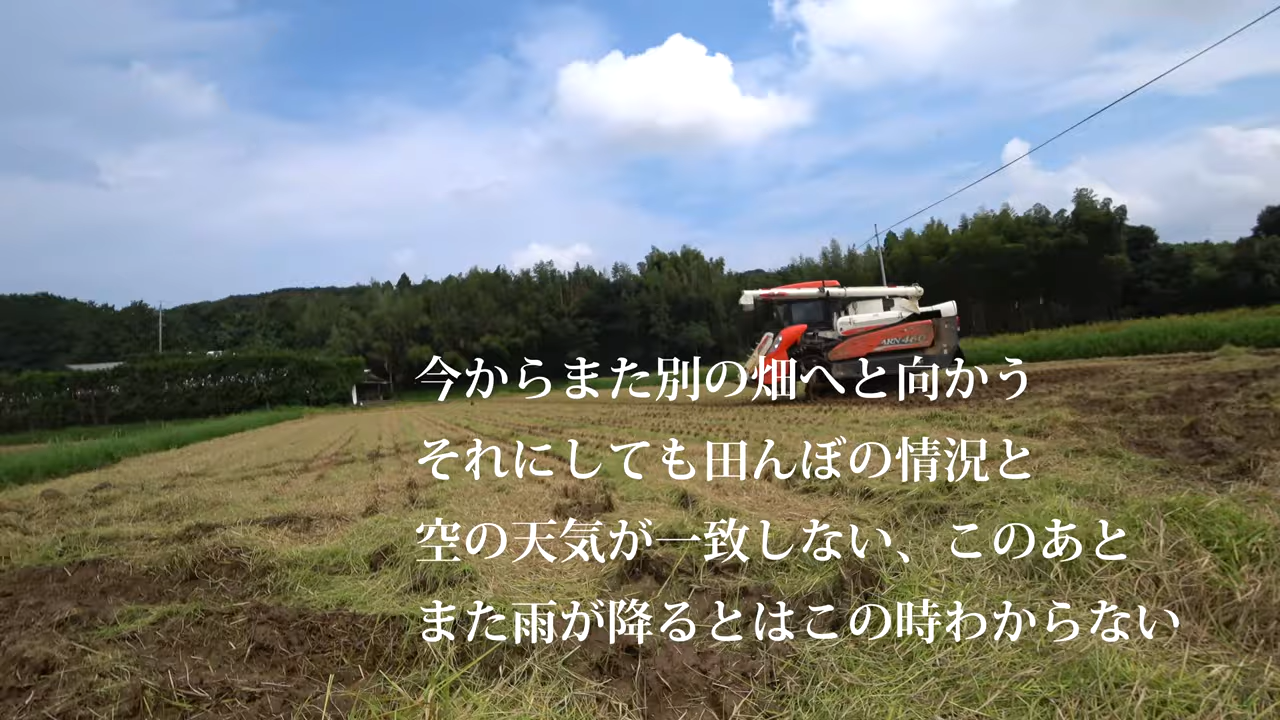 ARN 460
今からまた別の畑へと向かう
それにしても田んぼの情況と
空の天気が一致しない、このあと
また雨が降るとはこの時わからない